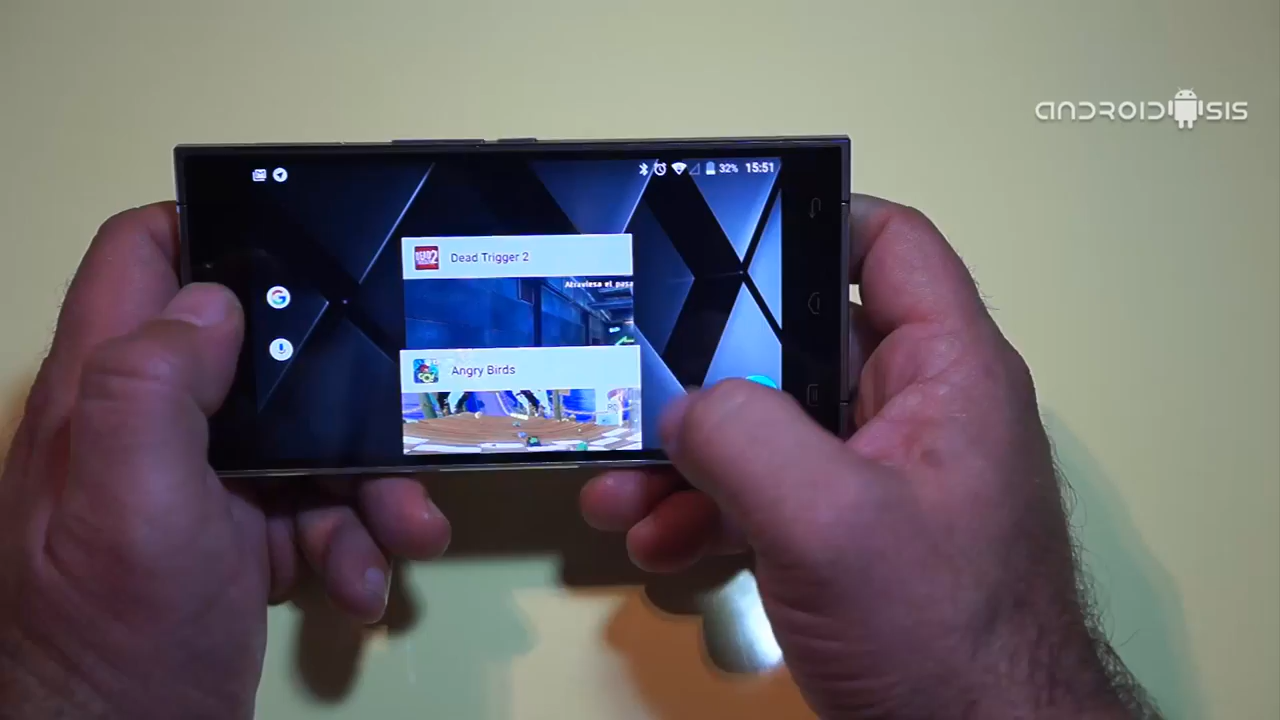 ANDROIDSIS
32% 15:51
Dead Trigger 2
Atraviesa el pasa
Angry Birds